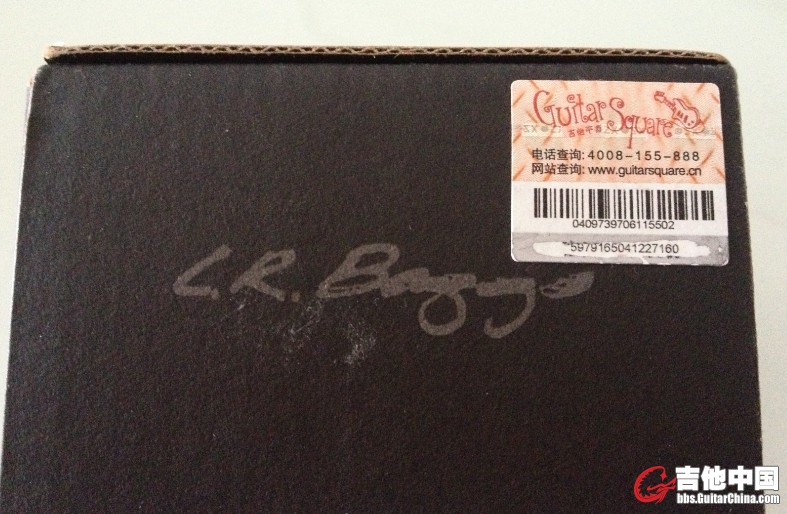 Guitar Square
吉他平方
电话查询: 4008-155-888
网站查询: www.guitarsquare.cn
0409739706115502
5979165041227160
L.R. Baggs
吉他中国
bbs.GuitarChina.com